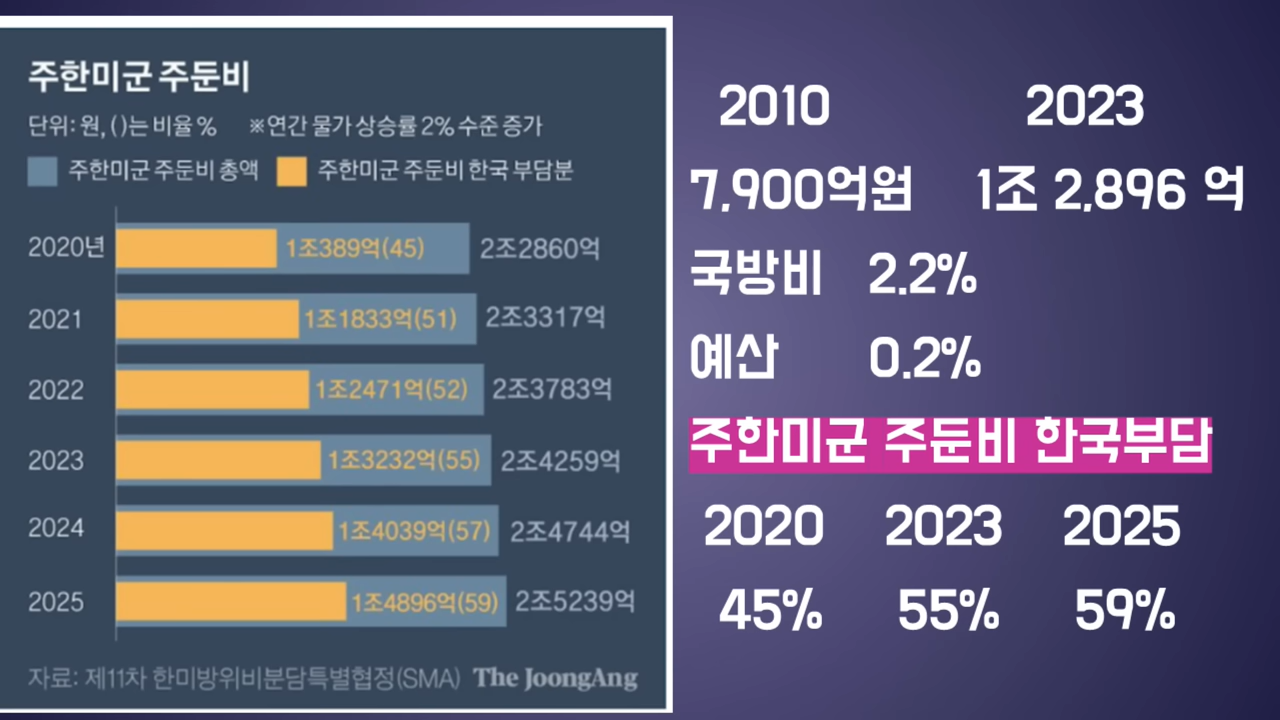 주한미군 주둔비
단위: 원, ( )는 비율 % ※연간 물가 상승률 2% 수준 증가
주한미군 주둔비 총액 주한미군 주둔비 한국 부담분
2020년 1조389억(45) 2조2860억
2021 1조1833억(51) 2조3317억
2022 1조2471억(52) 2조3783억
2023 1조3232억(55) 2조4259억
2024 1조4039억(57) 2조4744억
2025 1조4896억(59) 2조5239억
자료: 제11차 한미방위비분담특별협정(SMA) The JoongAng
2010 2023
7,900억원 1조 2,896 억
국방비 2.2%
예산 0.2%
주한미군 주둔비 한국부담
2020 2023 2025
45% 55% 59%